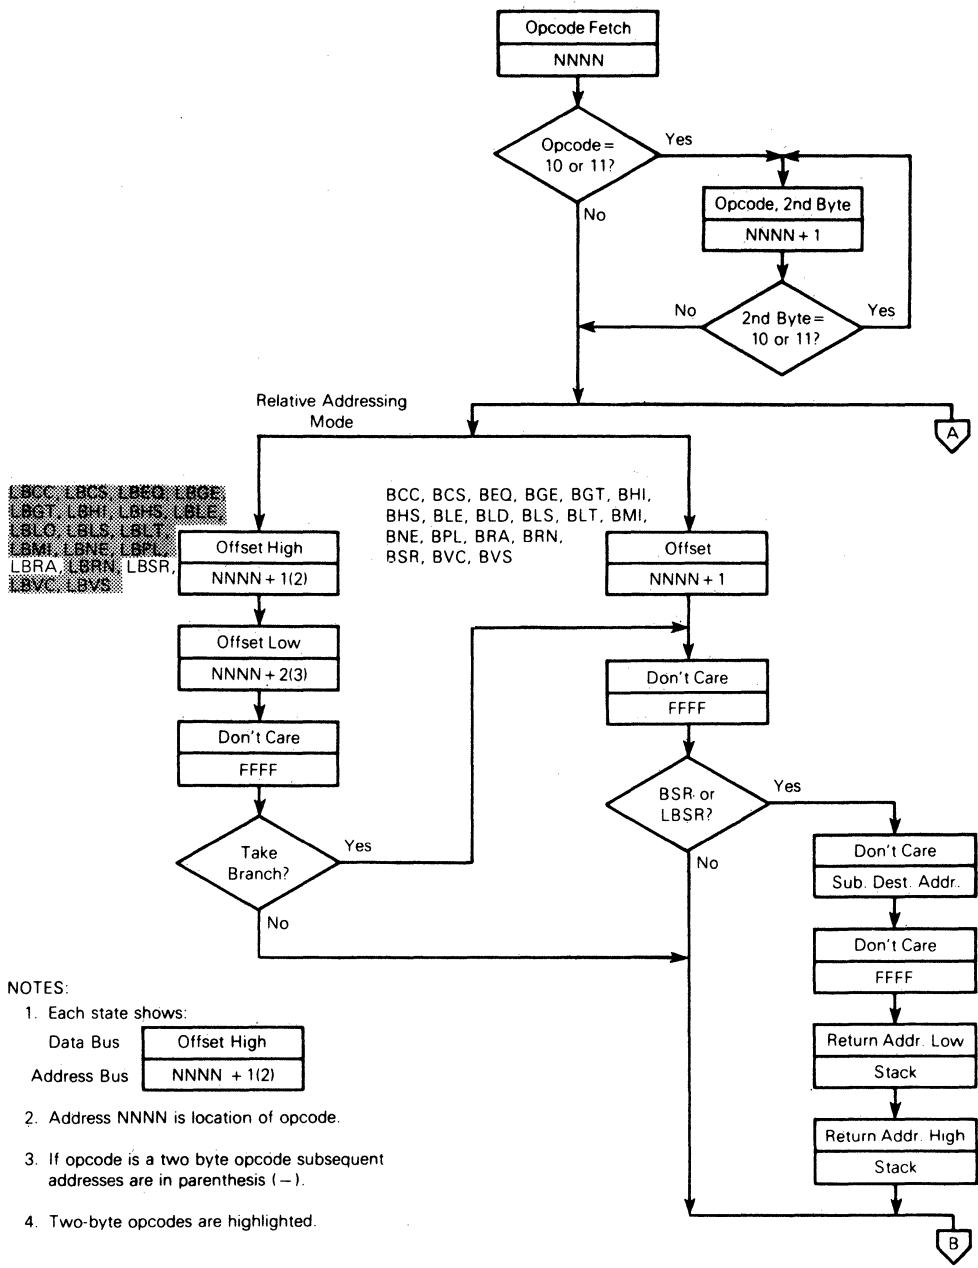 Opcode Fetch
NNNN
Opcode=
10 or 11?
Yes
No
Opcode, 2nd Byte
NNNN + 1
2nd Byte=
10 or 11?
No
Yes
Relative Addressing
Mode
A
LBCC, LBCS, LBEQ, LBGE,
LBGT, LBHI, LBHS, LBLE,
LBLO, LBLS, LBLT,
LBMI, LBNE, LBPL,
LBRA, LBRN, LBSR,
LBVC, LBVS
Offset High
NNNN + 1(2)
Offset Low
NNNN + 2(3)
Don't Care
FFFF
Take
Branch?
Yes
No
BCC, BCS, BEQ, BGE, BGT, BHI,
BHS, BLE, BLD, BLS, BLT, BMI,
BNE, BPL, BRA, BRN,
BSR, BVC, BVS
Offset
NNNN + 1
Don't Care
FFFF
BSR or
LBSR?
Yes
No
Don't Care
Sub. Dest. Addr.
Don't Care
FFFF
Return Addr. Low
Stack
Return Addr. High
Stack
B
NOTES:
1. Each state shows:
Data Bus
Offset High
Address Bus
NNNN + 1(2)
2. Address NNNN is location of opcode.
3. If opcode is a two byte opcode subsequent
addresses are in parenthesis (–).
4. Two-byte opcodes are highlighted.